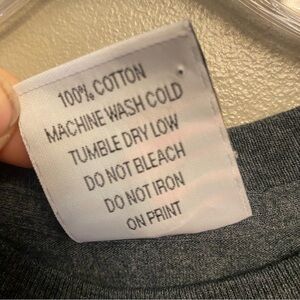 100% COTTON
MACHINE WASH COLD
TUMBLE DRY LOW
DO NOT BLEACH
DO NOT IRON
ON PRINT